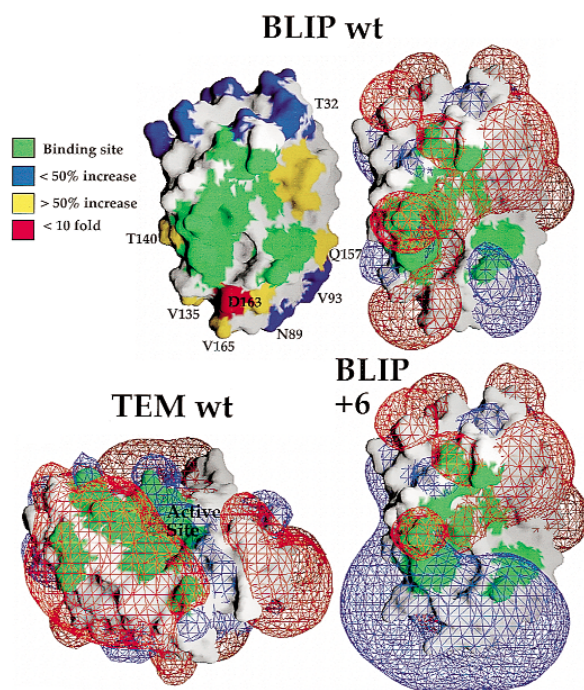 BLIP wt
T32
Binding site
< 50% increase
> 50% increase
< 10 fold
T140
Q157
D163
V93
V135
N89
V165
BLIP
+6
TEM wt
Active
Site